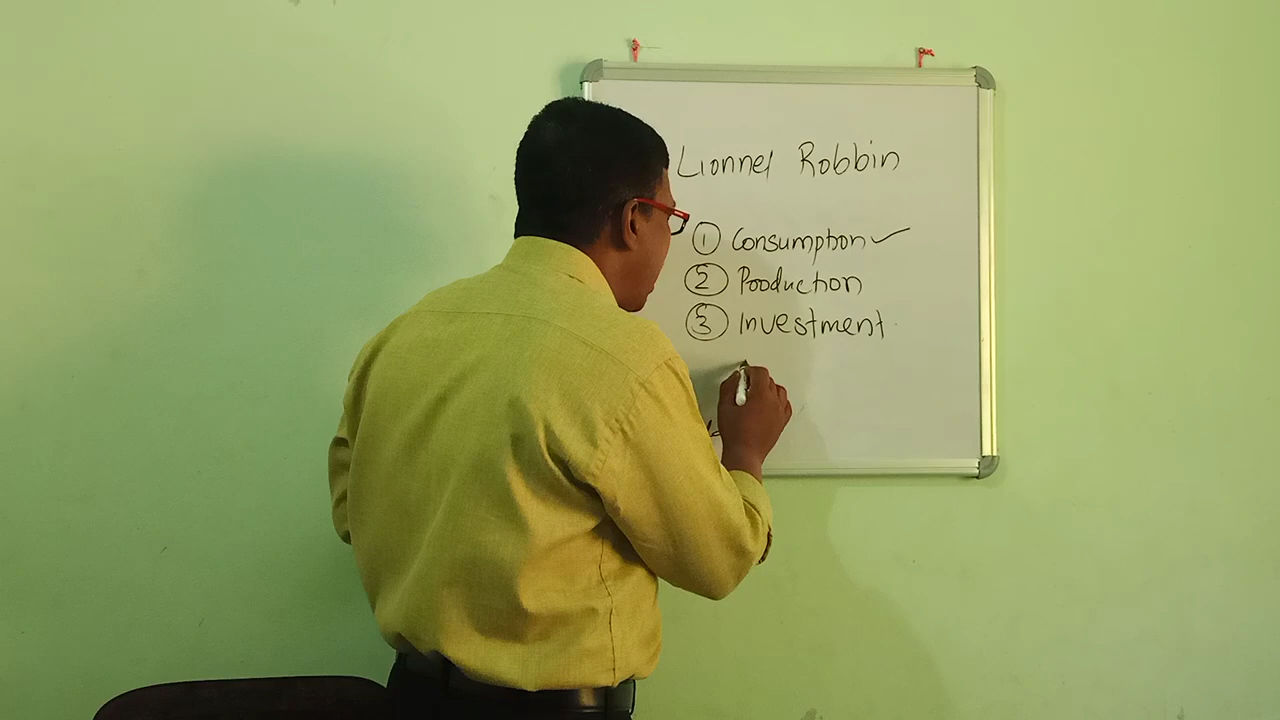 Lionnel Robbin
① Consumption ✓
② Pooduction
③ Investment